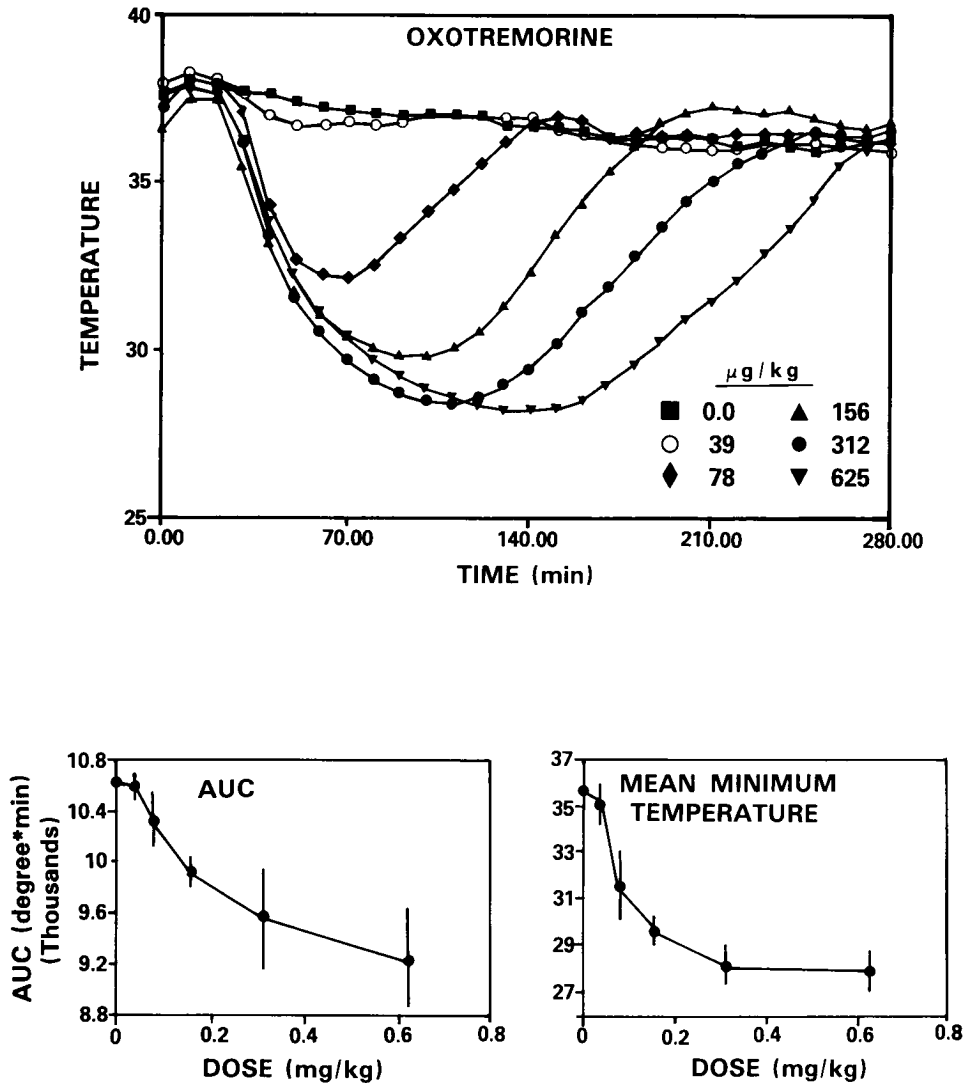 OXOTREMORINE
40
35
30
25
TEMPERATURE
0.00 70.00 140.00 210.00 280.00
TIME (min)
µg/kg
0.0 156
39 312
78 625
AUC
10.8
10.4
10
9.6
9.2
8.8
AUC (degree*min)
(Thousands)
0 0.2 0.4 0.6 0.8
DOSE (mg/kg)
MEAN MINIMUM
TEMPERATURE
37
35
33
31
29
27
0 0.2 0.4 0.6 0.8
DOSE (mg/kg)